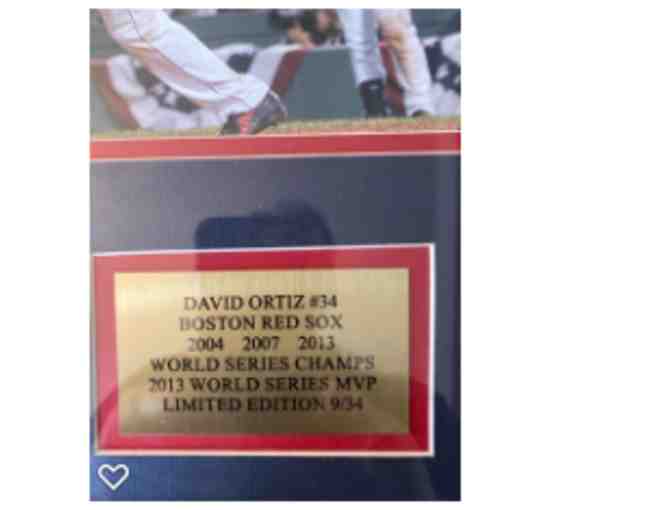 DAVID ORTIZ #34
BOSTON RED SOX
2004 2007 2013
WORLD SERIES CHAMPS
2013 WORLD SERIES MVP
LIMITED EDITION 9/34